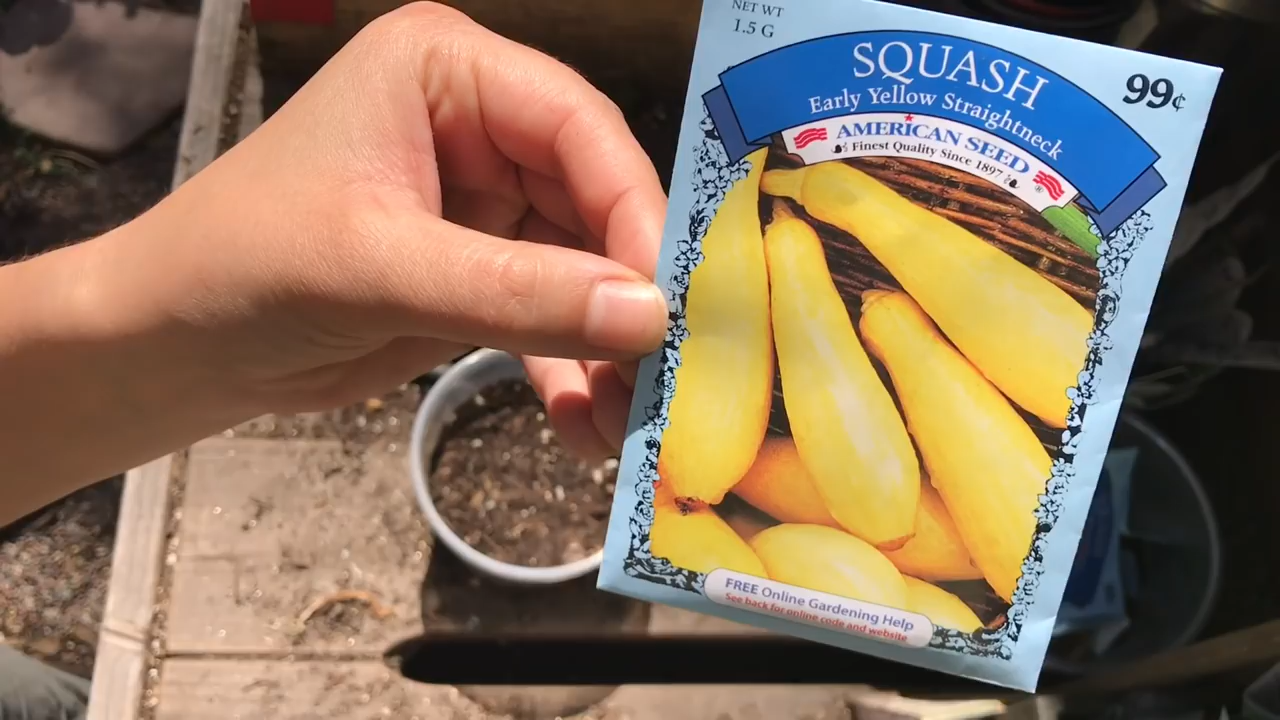 NET WT
1.5 G
SQUASH
99¢
Early Yellow Straightneck
AMERICAN SEED
Finest Quality Since 1897
®
FREE Online Gardening Help
See back for online code and website